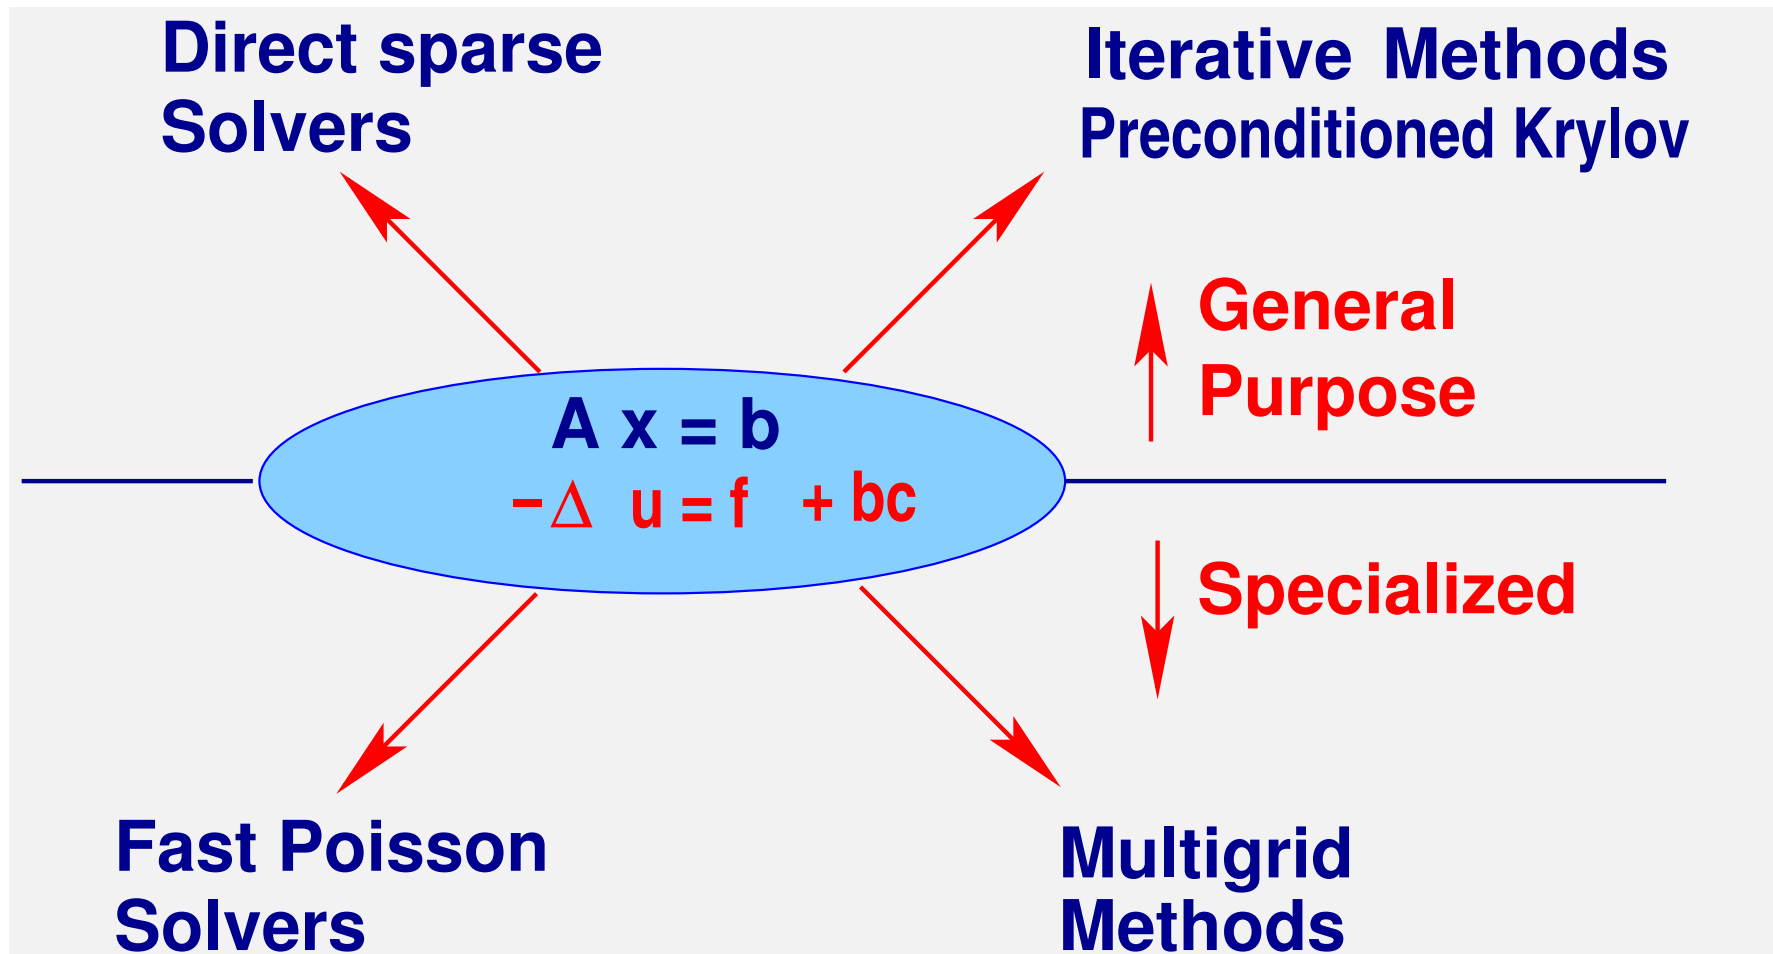 Direct sparse
Solvers
Iterative Methods
Preconditioned Krylov
General
Purpose
A x = b
−Δ u = f + bc
Specialized
Fast Poisson
Solvers
Multigrid
Methods